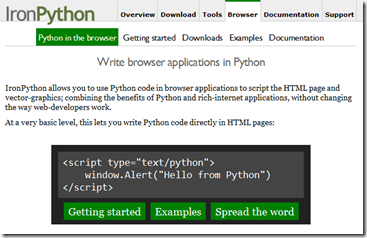 IronPython
Overview Download Tools Browser Documentation Support
Python in the browser Getting started Downloads Examples Documentation
Write browser applications in Python
IronPython allows you to use Python code in browser applications to script the HTML page and
vector-graphics; combining the benefits of Python and rich-internet applications, without changing
the way web-developers work.
At a very basic level, this lets you write Python code directly in HTML pages:
<script type="text/python">
window.Alert("Hello from Python")
</script>
Getting started Examples Spread the word